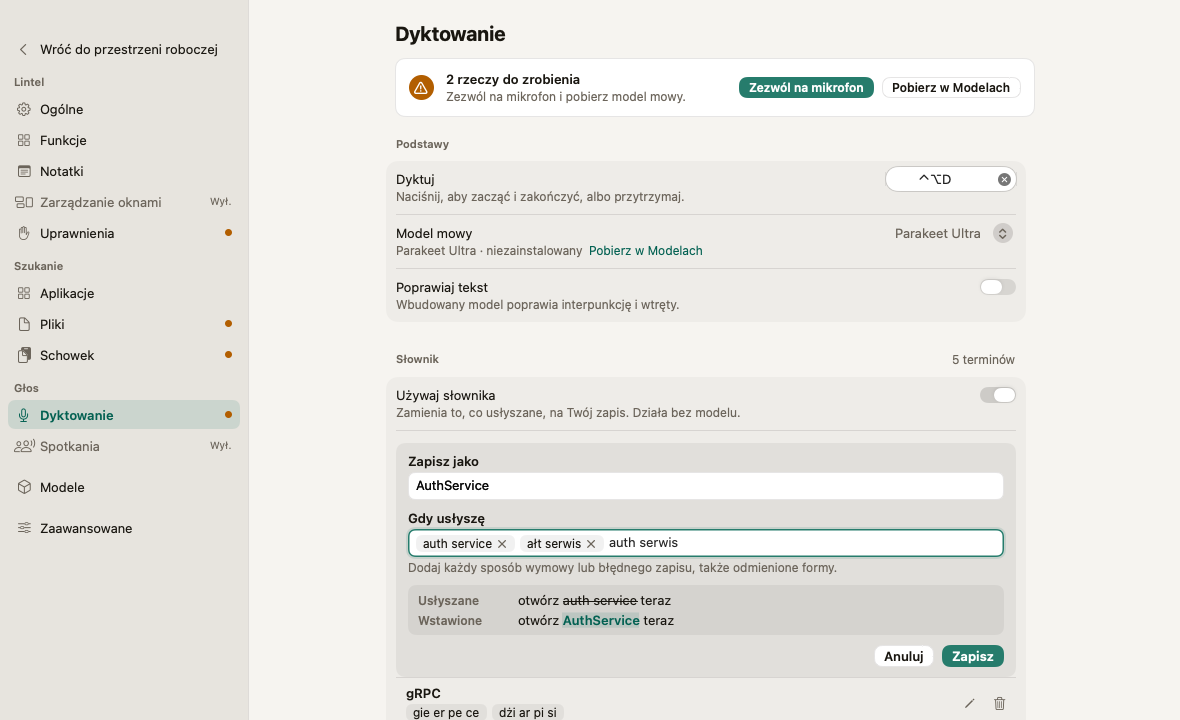 Wróć do przestrzeni roboczej
Lintel
Ogólne
Funkcje
Notatki
Zarządzanie oknami Wył.
Uprawnienia
Szukanie
Aplikacje
Pliki
Schowek
Głos
Dyktowanie
Spotkania Wył.
Modele
Zaawansowane
Dyktowanie
2 rzeczy do zrobienia
Zezwól na mikrofon i pobierz model mowy.
Zezwól na mikrofon
Pobierz w Modelach
Podstawy
Dyktuj
Naciśnij, aby zacząć i zakończyć, albo przytrzymaj.
⌃⌥D
Model mowy
Parakeet Ultra · niezainstalowany Pobierz w Modelach
Parakeet Ultra
Poprawiaj tekst
Wbudowany model poprawia interpunkcję i wtręty.
Słownik
5 terminów
Używaj słownika
Zamienia to, co usłyszane, na Twój zapis. Działa bez modelu.
Zapisz jako
AuthService
Gdy usłyszę
auth service ałt serwis auth serwis
Dodaj każdy sposób wymowy lub błędnego zapisu, także odmienione formy.
Usłyszane otwórz auth service teraz
Wstawione otwórz AuthService teraz
Anuluj
Zapisz
gRPC
gie er pe ce dżi ar pi si